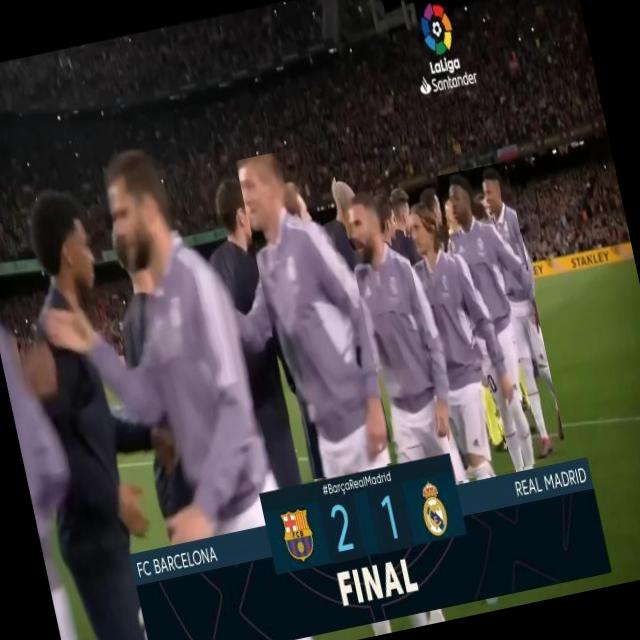 LaLiga
Santander
STANLEY
#BarçaRealMadrid
FC BARCELONA
2 1
REAL MADRID
FINAL